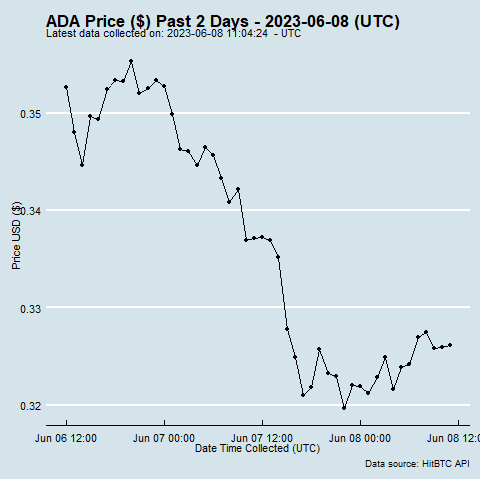 ADA Price ($) Past 2 Days - 2023-06-08 (UTC)
Latest data collected on: 2023-06-08 11:04:24 - UTC
0.35
0.34
0.33
0.32
Price USD ($)
Jun 06 12:00
Jun 07 00:00
Jun 07 12:00
Jun 08 00:00
Jun 08 12:00
Date Time Collected (UTC)
Data source: HitBTC API